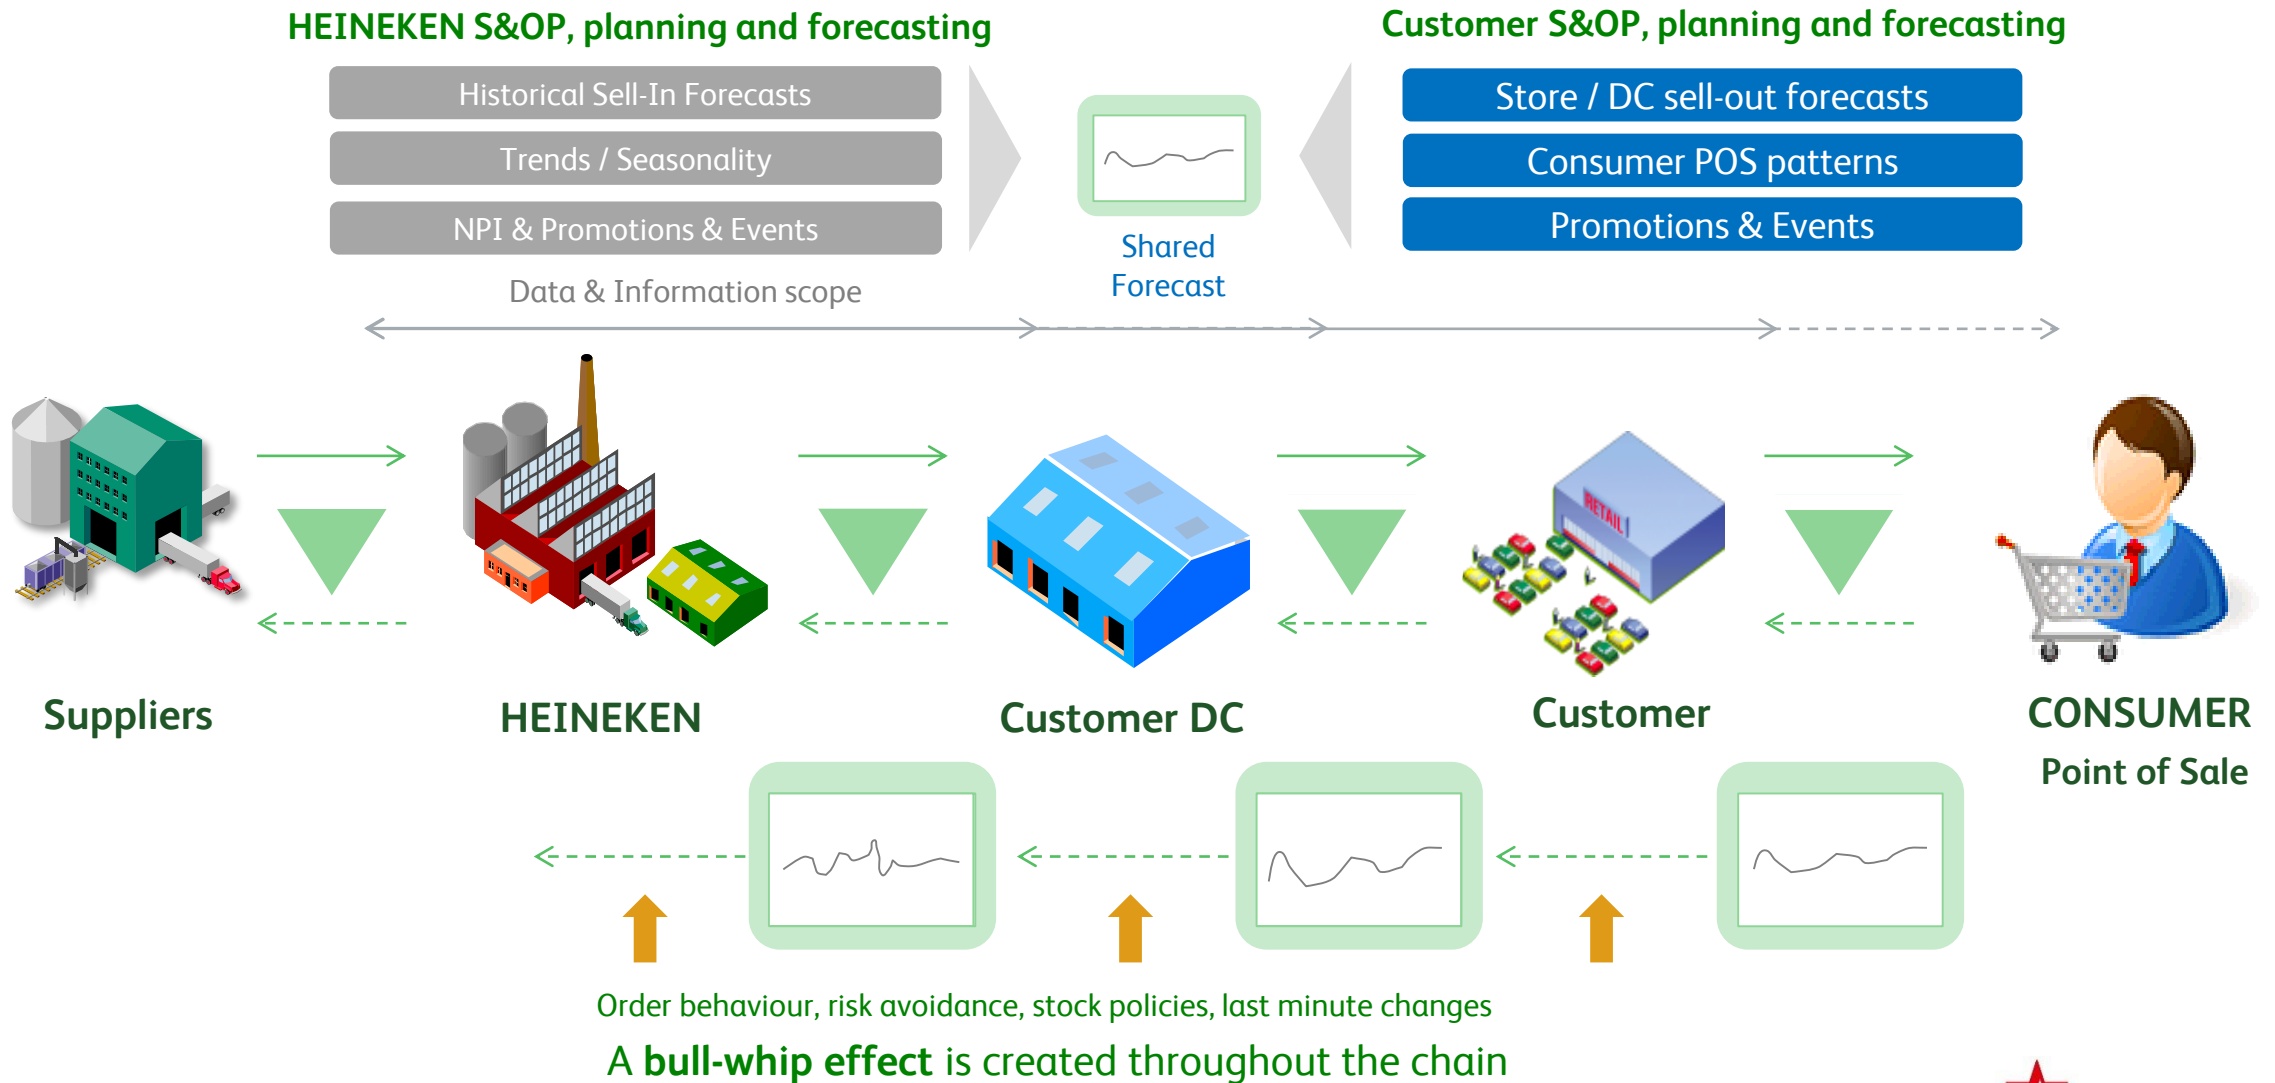 HEINEKEN S&OP, planning and forecasting
Customer S&OP, planning and forecasting
Historical Sell-In Forecasts
Trends / Seasonality
NPI & Promotions & Events
Store / DC sell-out forecasts
Consumer POS patterns
Promotions & Events
Shared
Forecast
Data & Information scope
RETAIL
Suppliers
HEINEKEN
Customer DC
Customer
CONSUMER
Point of Sale
Order behaviour, risk avoidance, stock policies, last minute changes
A bull-whip effect is created throughout the chain